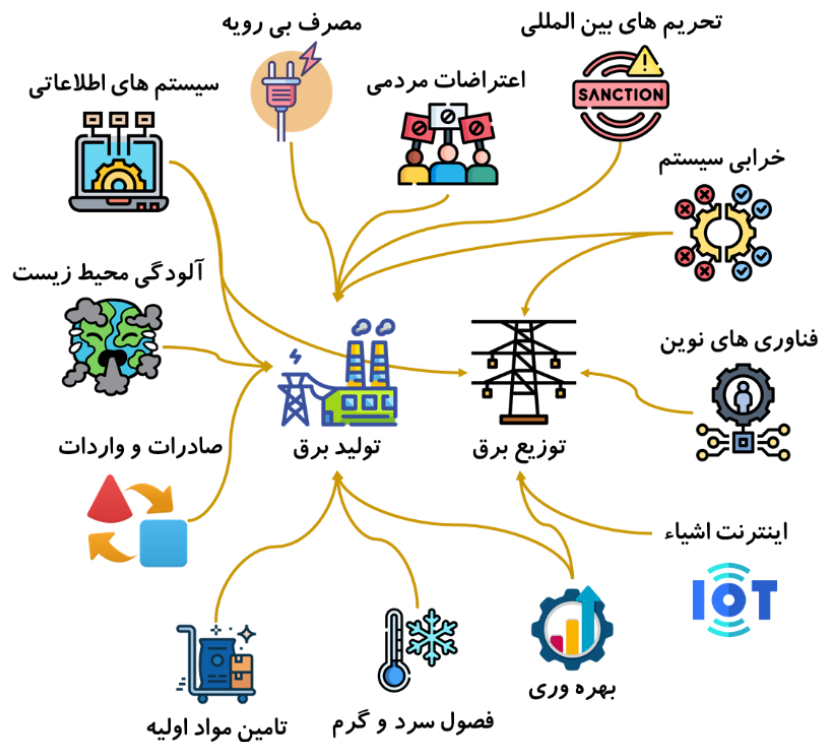 تحریم های بین المللی
مصرف بی رویه
اعتراضات مردمی
سیستم های اطلاعاتی
SANCTION
خرابی سیستم
آلودگی محیط زیست
فناوری های نوین
توزیع برق
تولید برق
صادرات و واردات
اینترنت اشیاء
IOT
بهره وری
فصول سرد و گرم
تامین مواد اولیه